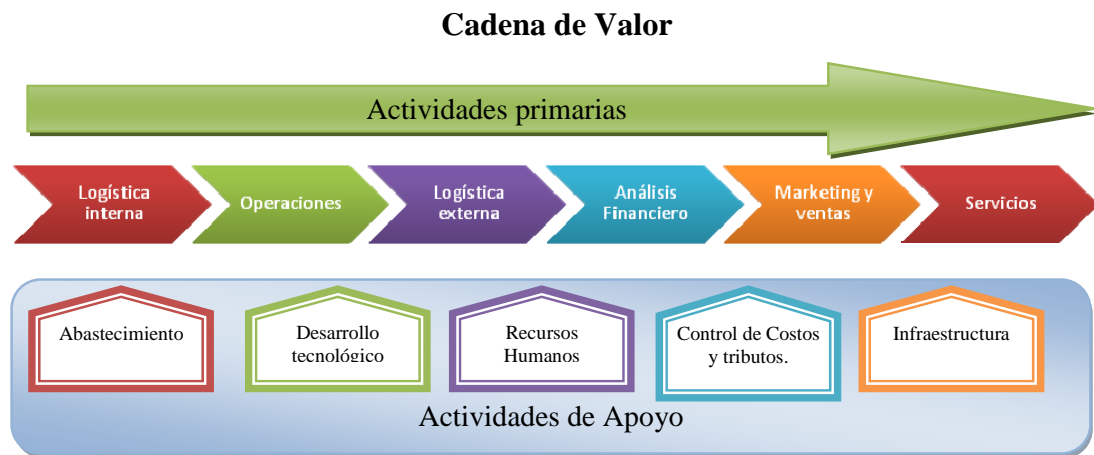 Cadena de Valor
Actividades primarias
Logística
interna
Operaciones
Logística
externa
Análisis
Financiero
Marketing y
ventas
Servicios
Abastecimiento
Desarrollo
tecnológico
Recursos
Humanos
Control de Costos
y tributos.
Infraestructura
Actividades de Apoyo